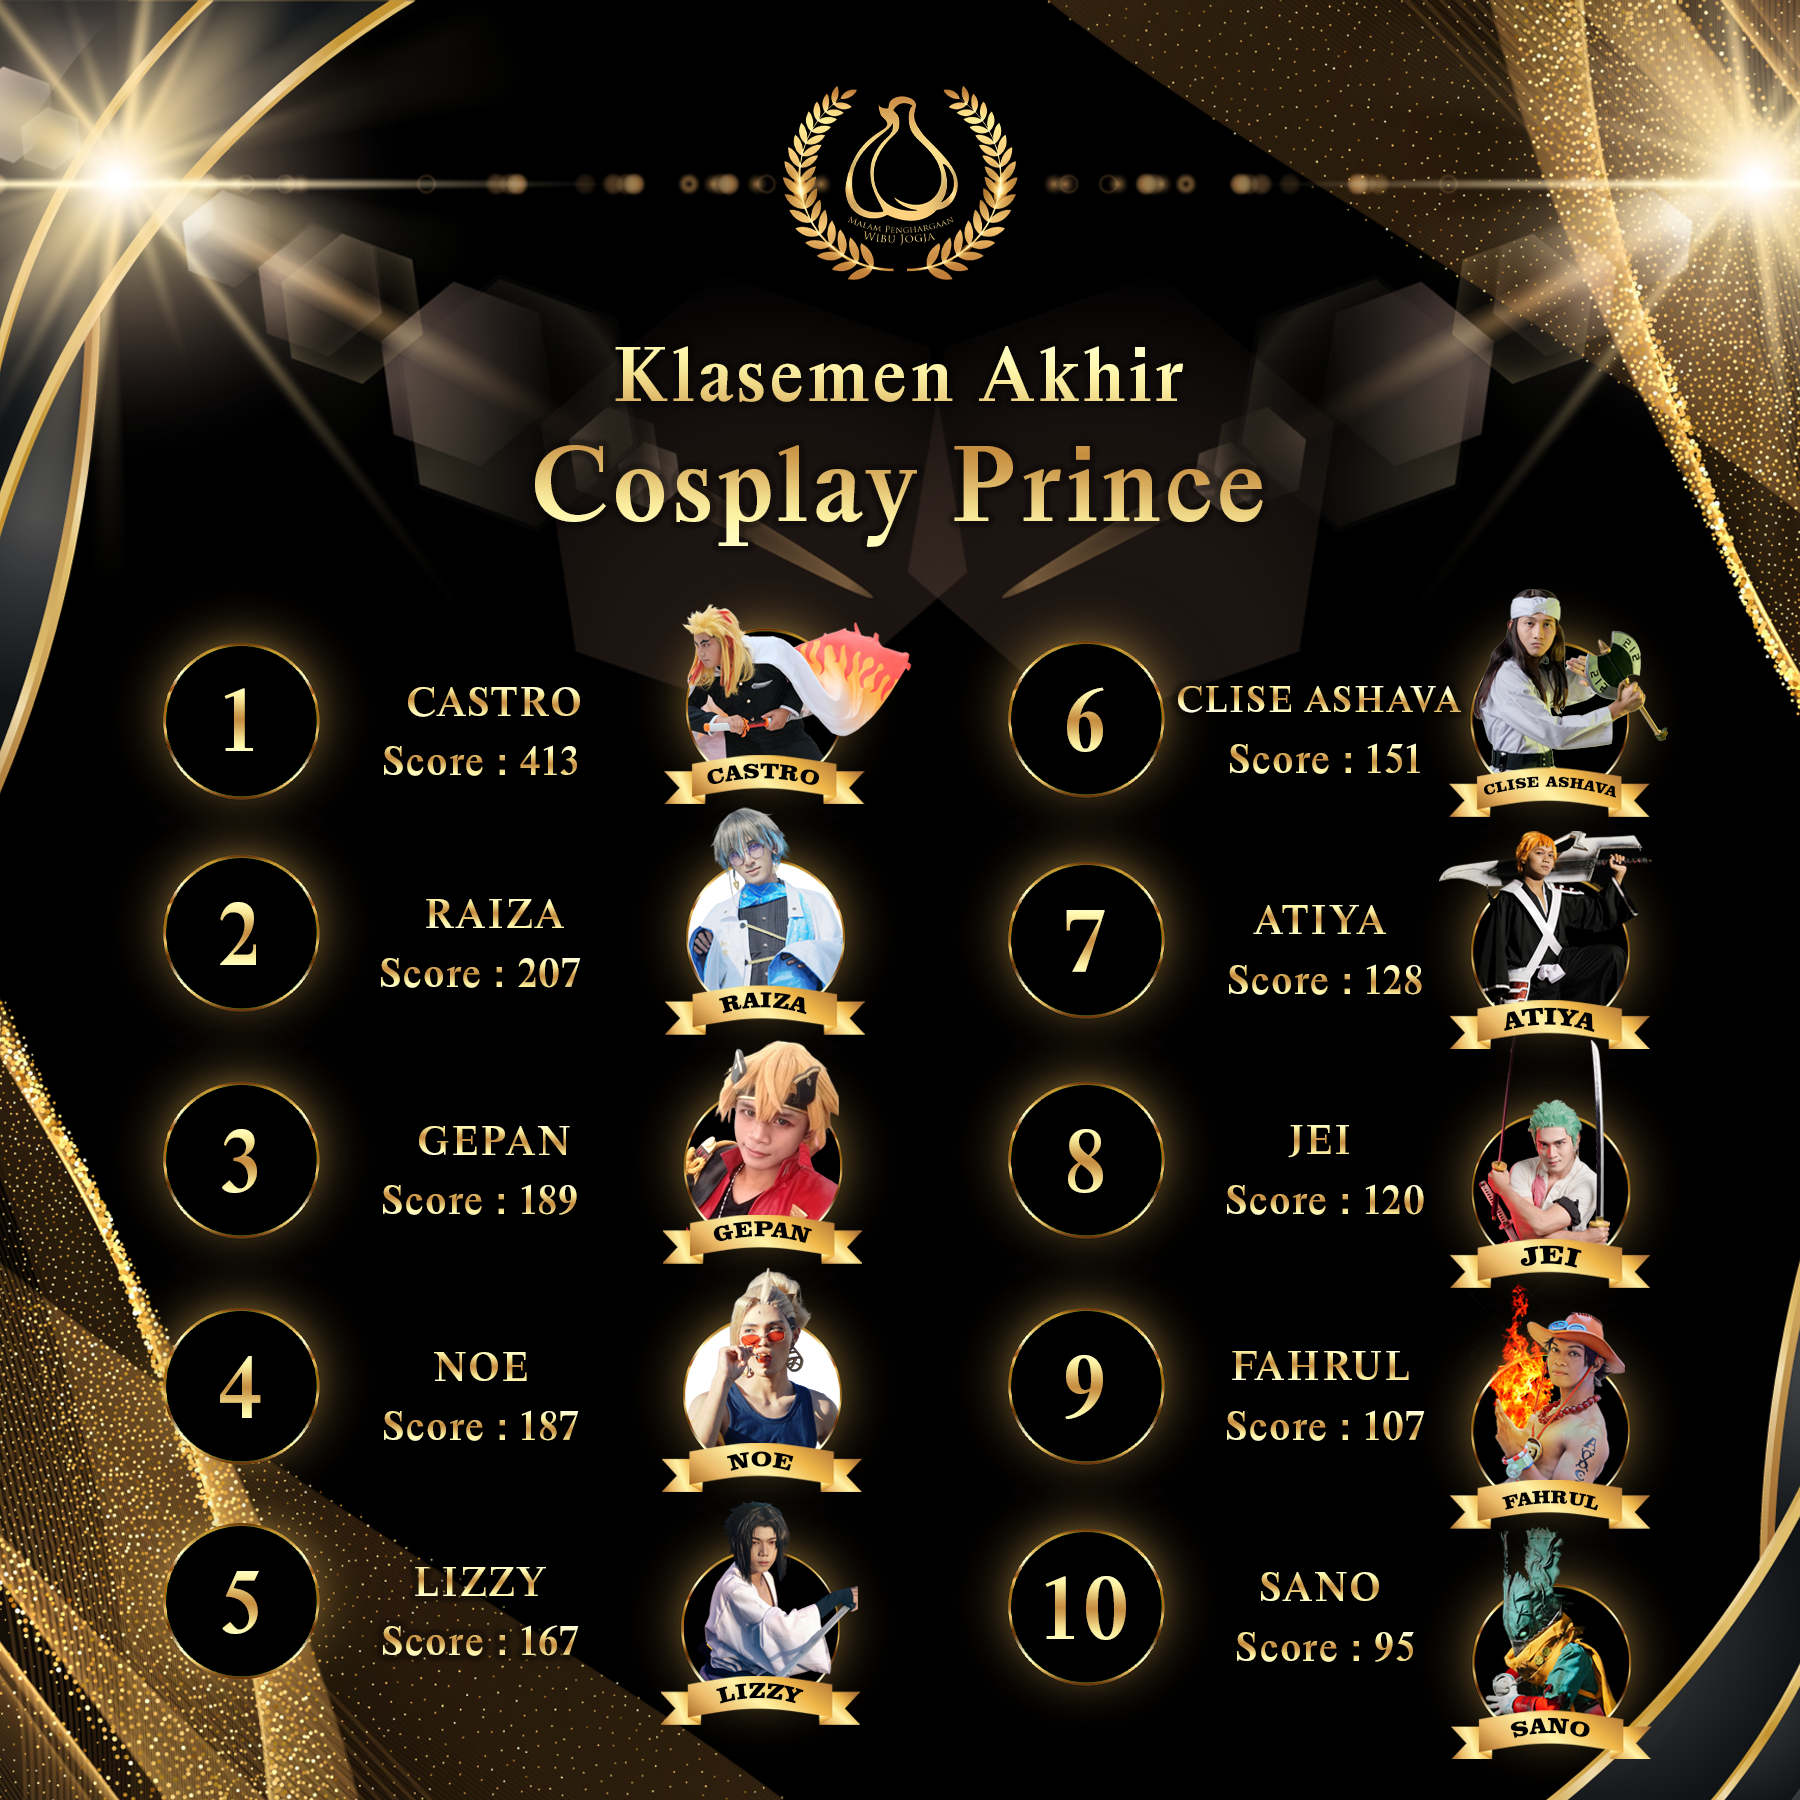 Malam Penghargaan
Wibu Jogja
Klasemen Akhir
Cosplay Prince
1
CASTRO
Score : 413
CASTRO
2
RAIZA
Score : 207
RAIZA
3
GEPAN
Score : 189
GEPAN
4
NOE
Score : 187
NOE
5
LIZZY
Score : 167
LIZZY
6
CLISE ASHAVA
Score : 151
CLISE ASHAVA
7
ATIYA
Score : 128
ATIYA
8
JEI
Score : 120
JEI
9
FAHRUL
Score : 107
FAHRUL
10
SANO
Score : 95
SANO